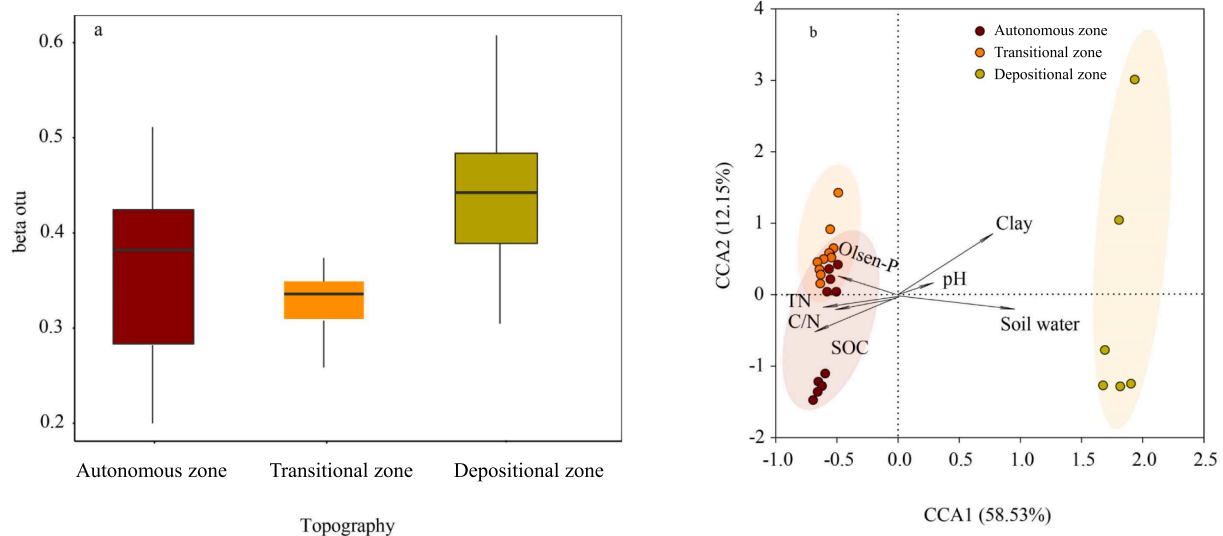 a
0.6
0.5
0.4
0.3
0.2
beta otu
Autonomous zone
Transitional zone
Depositional zone
Topography
b
Autonomous zone
Transitional zone
Depositional zone
4
3
2
1
0
-1
-2
CCA2 (12.15%)
Clay
Olsen-P
pH
TN
C/N
Soil water
SOC
-1.0
-0.5
0.0
0.5
1.0
1.5
2.0
2.5
CCA1 (58.53%)